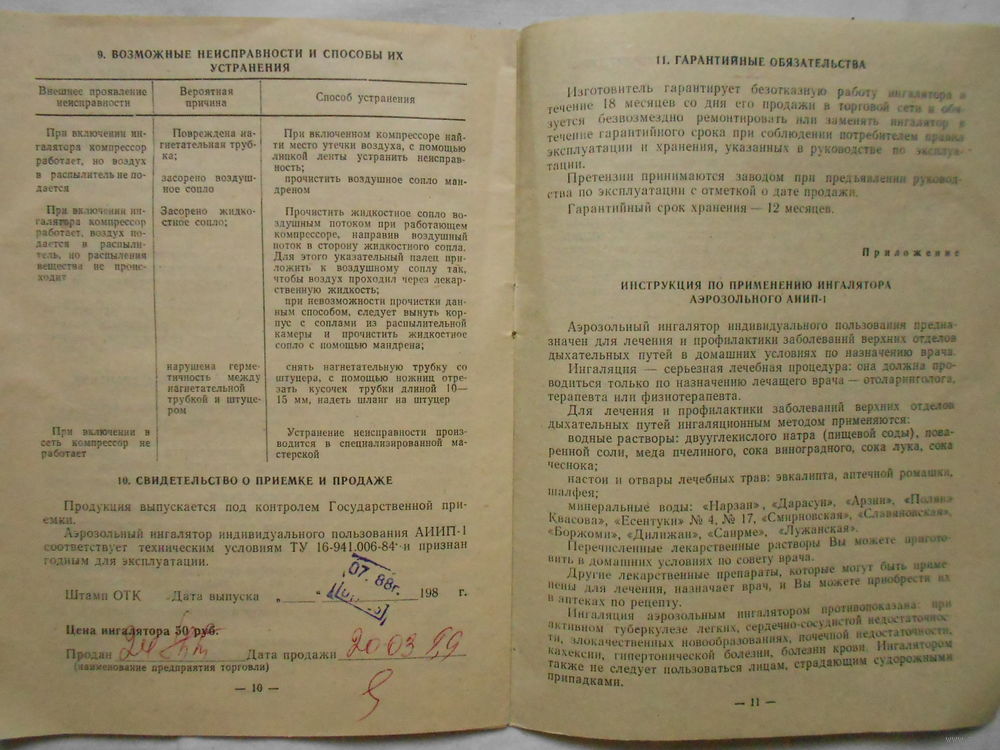 9. ВОЗМОЖНЫЕ НЕИСПРАВНОСТИ И СПОСОБЫ ИХ
УСТРАНЕНИЯ
Внешнее проявление
неисправности
Вероятная
причина
Способ устранения
При включении ин-
галятора компрессор
работает, но воздух
в распылитель не по-
дается
Повреждена на-
гнетательная труб-
ка;
засорено воздуш-
ное сопло
При включенном компрессоре най-
ти место утечки воздуха, с помощью
липкой ленты устранить неисправ-
ность;
прочистить воздушное сопло ман-
дреном
При включении ин-
галятора компрессор
работает, воздух по-
дается в распыли-
тель, но распыления
вещества не проис-
ходит
Засорено жидко-
стное сопло;
Прочистить жидкостное сопло во-
здушным потоком при работающем
компрессоре, направив воздушный
поток в сторону жидкостного сопла.
Для этого указательный палец при-
ложить к воздушному соплу так,
чтобы воздух проходил через лекар-
ственную жидкость;
при невозможности прочистки дан-
ным способом, следует вынуть кор-
пус с соплами из распылительной
камеры и прочистить жидкостное
сопло с помощью мандрена;
нарушена герме-
тичность между
нагнетательной
трубкой и штуце-
ром
снять нагнетательную трубку со
штуцера, с помощью ножниц отре-
зать кусочек трубки длиной 10—
15 мм, надеть шланг на штуцер
При включении в
сеть компрессор не
работает
Устранение неисправности произ-
водится в специализированной ма-
стерской
10. СВИДЕТЕЛЬСТВО О ПРИЕМКЕ И ПРОДАЖЕ
Продукция выпускается под контролем Государственной при-
емки.
Аэрозольный ингалятор индивидуального пользования АИИП-1
соответствует техническим условиям ТУ 16-941.006-84 и признан
годным для эксплуатации.
07. 88г.
Штамп ОТК Дата выпуска „ “ 198 г.
Цена ингалятора 50 руб.
Продан Дата продажи
(наименование предприятия торговли)
— 10 —
11. ГАРАНТИЙНЫЕ ОБЯЗАТЕЛЬСТВА
Изготовитель гарантирует безотказную работу ингалятора в
течение 18 месяцев со дня его продажи в торговой сети и обя-
зуется безвозмездно ремонтировать или заменять ингалятор в
течение гарантийного срока при соблюдении потребителем правил
эксплуатации и хранения, указанных в руководстве по эксплуа-
тации.
Претензии принимаются заводом при предъявлении руковод-
ства по эксплуатации с отметкой о дате продажи.
Гарантийный срок хранения — 12 месяцев.
Приложение
ИНСТРУКЦИЯ ПО ПРИМЕНЕНИЮ ИНГАЛЯТОРА
АЭРОЗОЛЬНОГО АИИП-1
Аэрозольный ингалятор индивидуального пользования предна-
значен для лечения и профилактики заболеваний верхних отделов
дыхательных путей в домашних условиях по назначению врача.
Ингаляция — серьезная лечебная процедура: она должна про-
водиться только по назначению лечащего врача — отоларинголога,
терапевта или физиотерапевта.
Для лечения и профилактики заболеваний верхних отделов
дыхательных путей ингаляционным методом применяются:
водные растворы: двууглекислого натра (пищевой соды), пова-
ренной соли, меда пчелиного, сока виноградного, сока лука, сока
чеснока;
настои и отвары лечебных трав: эвкалипта, аптечной ромашки,
шалфея;
минеральные воды: «Нарзан», «Дарасун», «Арзни», «Поляна
Квасова», «Есентуки» № 4, № 17, «Смирновская», «Славяновская»,
«Боржоми», «Дилижан», «Саирме», «Лужанская».
Перечисленные лекарственные растворы Вы можете пригото-
вить в домашних условиях по совету врача.
Другие лекарственные препараты, которые могут быть приме
нены для лечения, назначает врач, и Вы можете приобрести их
в аптеках по рецепту.
Ингаляция аэрозольным ингалятором противопоказана: при
активном туберкулезе легких, сердечно-сосудистой недостаточнос-
ти, злокачественных новообразованиях, почечной недостаточности,
кахексии, гипертонической болезни, болезни крови. Ингалятором
также не следует пользоваться лицам, страдающим судорожными
припадками.
— 11 —